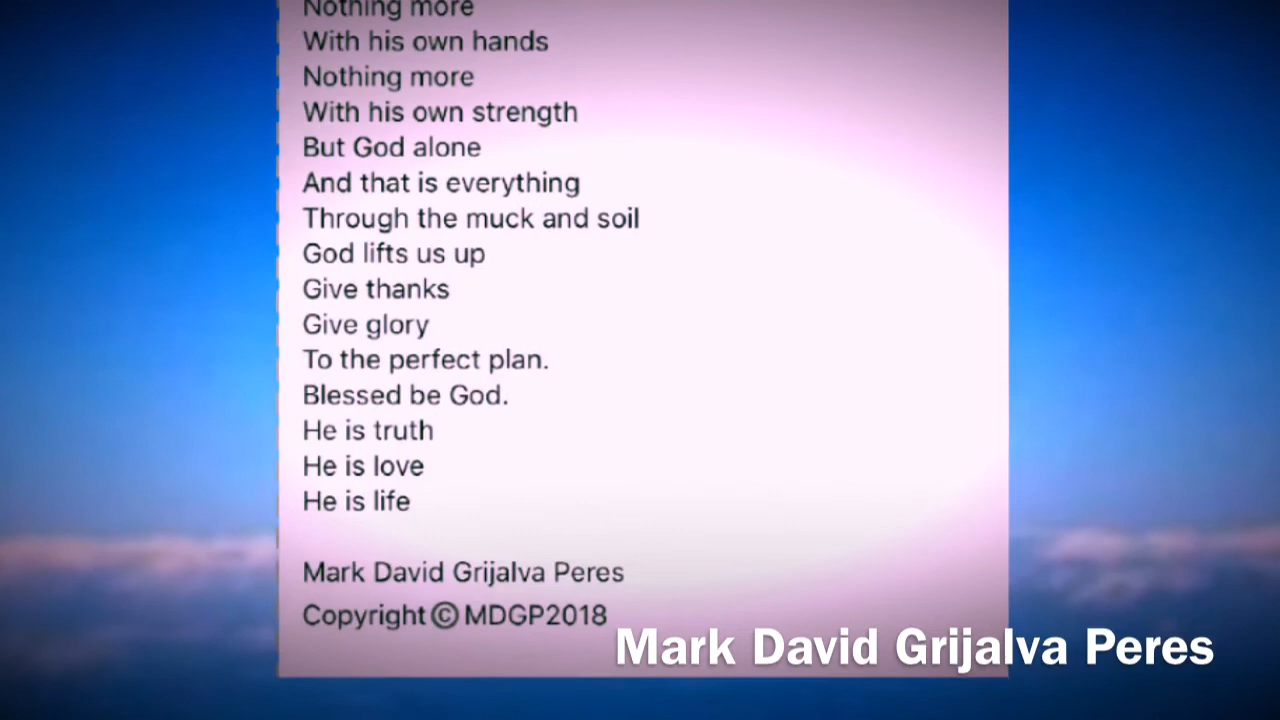 Nothing more
With his own hands
Nothing more
With his own strength
But God alone
And that is everything
Through the muck and soil
God lifts us up
Give thanks
Give glory
To the perfect plan.
Blessed be God.
He is truth
He is love
He is life
Mark David Grijalva Peres
Copyright © MDGP2018
Mark David Grijalva Peres